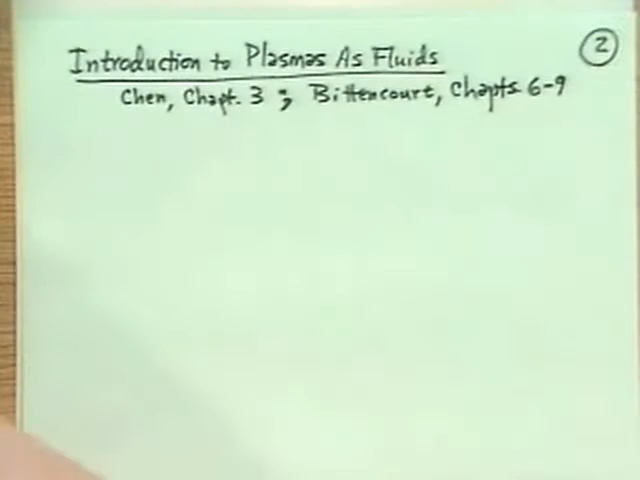 Introduction to Plasmas As Fluids
2
Chen, Chapt. 3 ; Bittencourt, Chapts 6-9